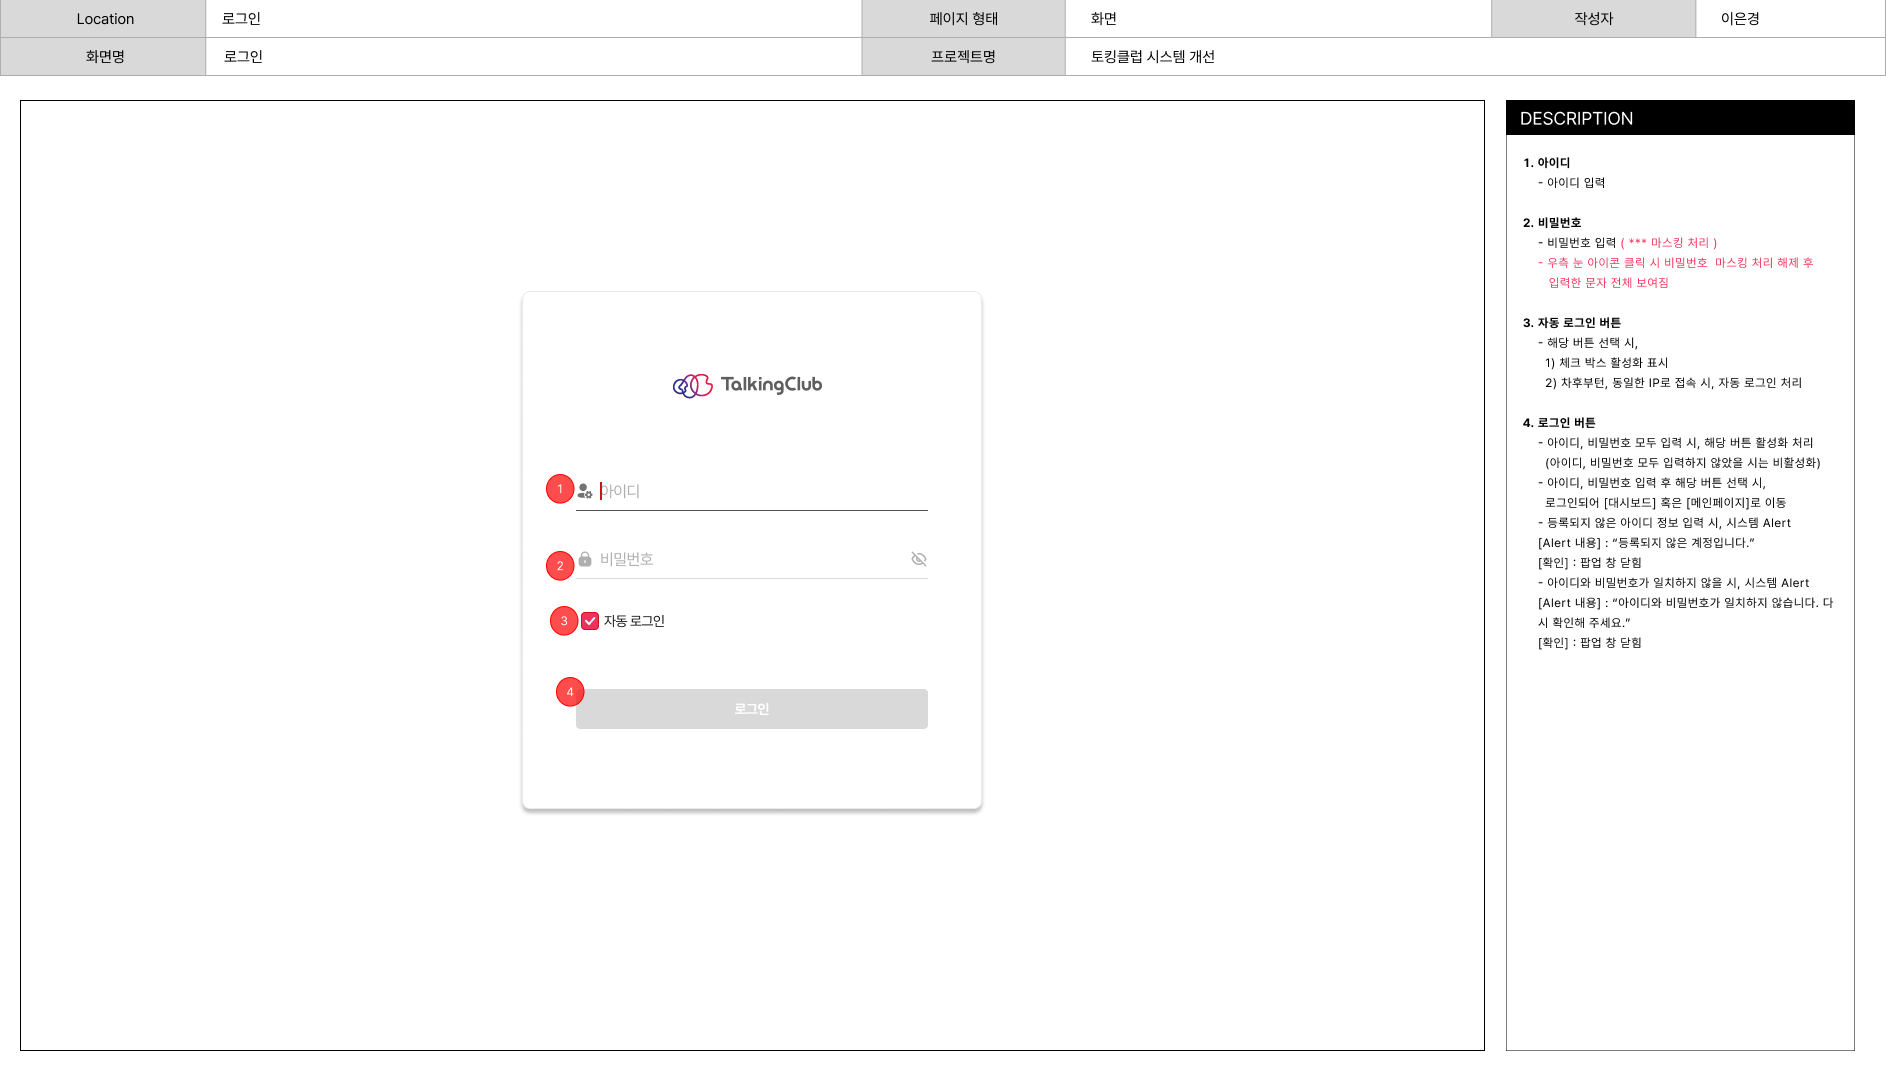 Location 로그인 페이지 형태 화면 작성자 이은경
화면명 로그인 프로젝트명 토킹클럽 시스템 개선
TalkingClub
1 아이디
2 비밀번호
3 자동 로그인
4
로그인
DESCRIPTION
1. 아이디
- 아이디 입력
2. 비밀번호
- 비밀번호 입력 ( *** 마스킹 처리 )
- 우측 눈 아이콘 클릭 시 비밀번호 마스킹 처리 해제 후
입력한 문자 전체 보여짐
3. 자동 로그인 버튼
- 해당 버튼 선택 시,
1) 체크 박스 활성화 표시
2) 차후부턴, 동일한 IP로 접속 시, 자동 로그인 처리
4. 로그인 버튼
- 아이디, 비밀번호 모두 입력 시, 해당 버튼 활성화 처리
(아이디, 비밀번호 모두 입력하지 않았을 시는 비활성화)
- 아이디, 비밀번호 입력 후 해당 버튼 선택 시,
로그인되어 [대시보드] 혹은 [메인페이지]로 이동
- 등록되지 않은 아이디 정보 입력 시, 시스템 Alert
[Alert 내용] : “등록되지 않은 계정입니다.”
[확인] : 팝업 창 닫힘
- 아이디와 비밀번호가 일치하지 않을 시, 시스템 Alert
[Alert 내용] : “아이디와 비밀번호가 일치하지 않습니다. 다
시 확인해 주세요.”
[확인] : 팝업 창 닫힘